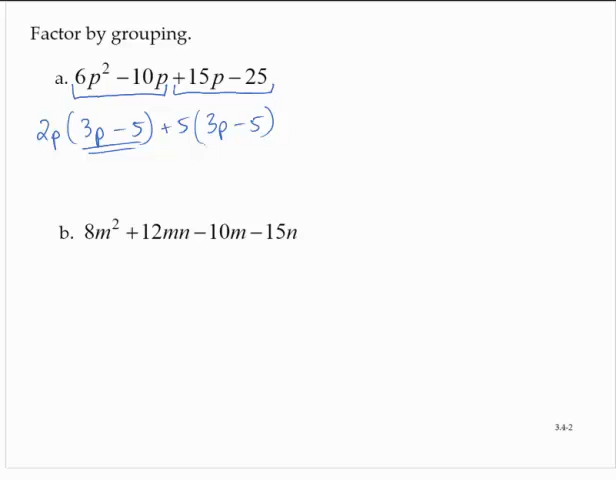 Factor by grouping.
a. 6p² − 10p + 15p − 25
2p(3p − 5) + 5(3p − 5)
b. 8m² + 12mn − 10m − 15n
3.4-2